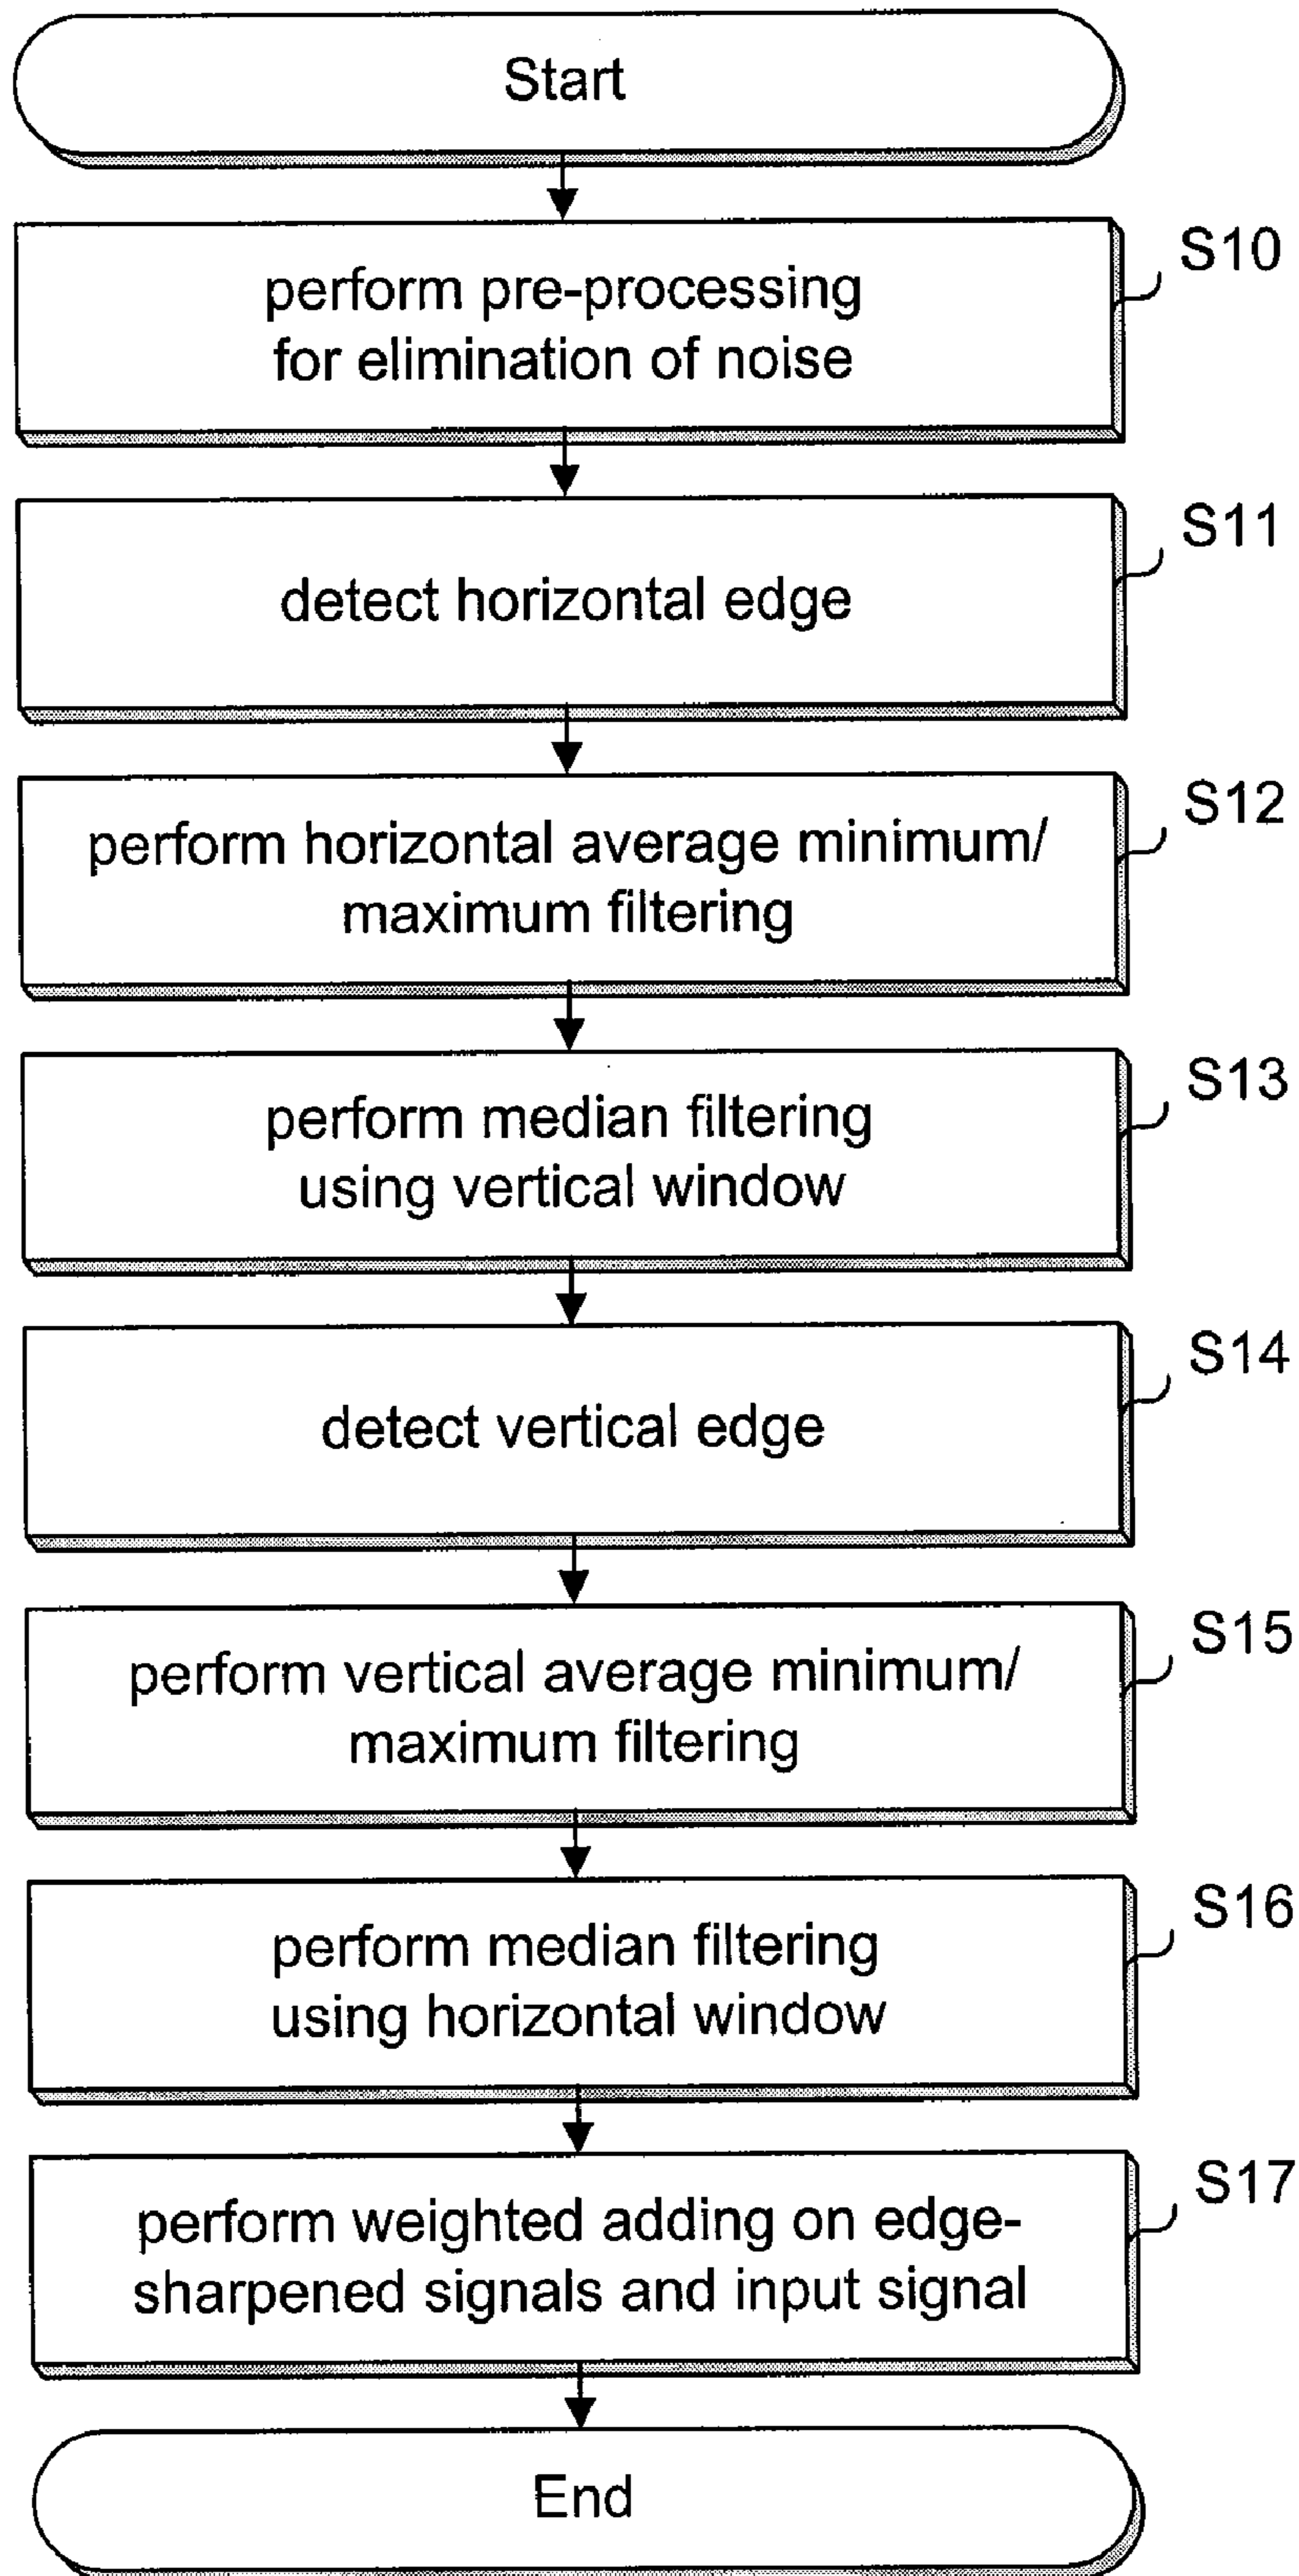 Start
S10
perform pre-processing
for elimination of noise
S11
detect horizontal edge
S12
perform horizontal average minimum/
maximum filtering
S13
perform median filtering
using vertical window
S14
detect vertical edge
S15
perform vertical average minimum/
maximum filtering
S16
perform median filtering
using horizontal window
S17
perform weighted adding on edge-
sharpened signals and input signal
End